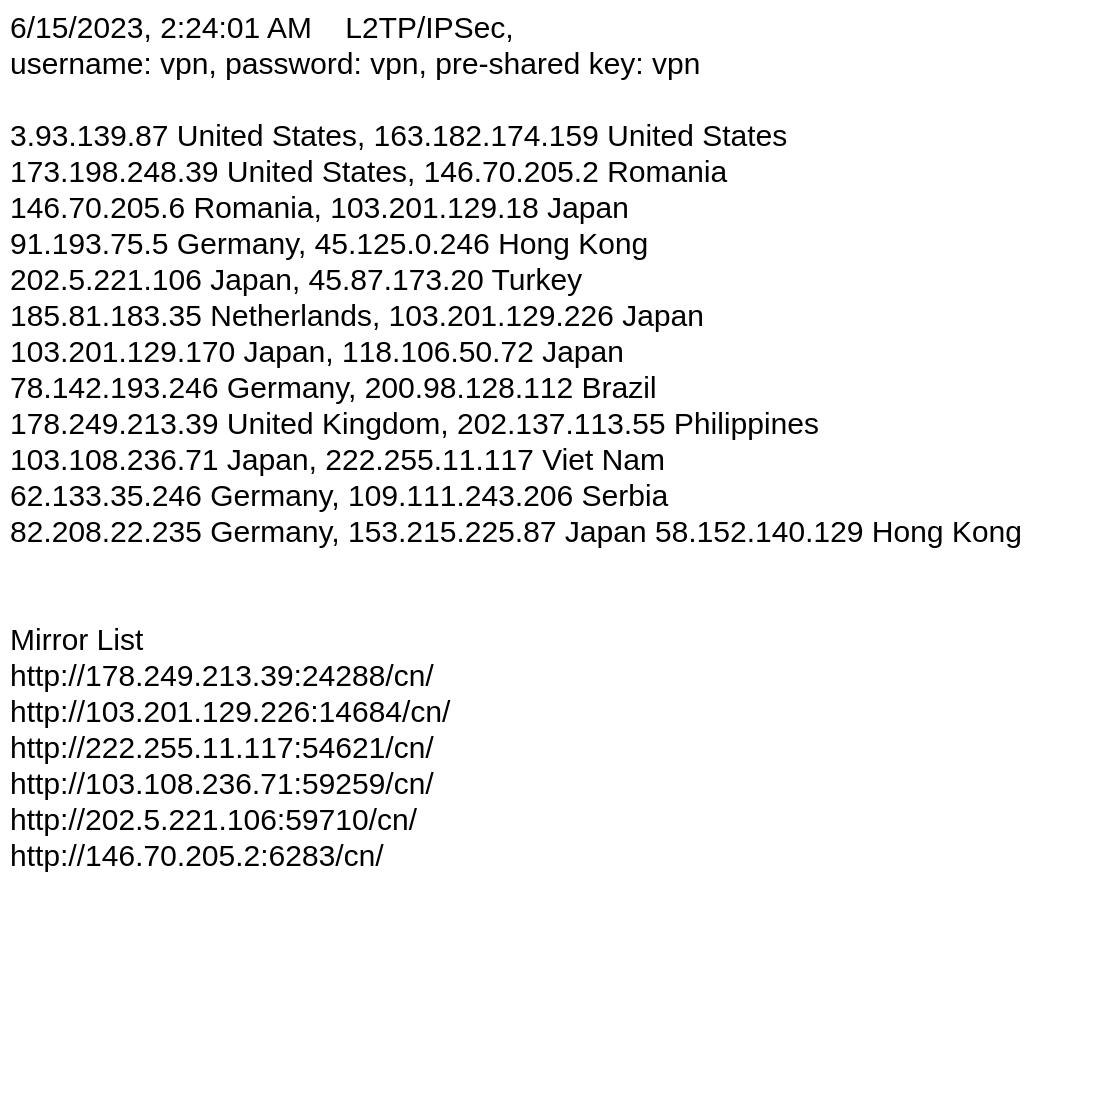 6/15/2023, 2:24:01 AM    L2TP/IPSec,
username: vpn, password: vpn, pre-shared key: vpn
3.93.139.87 United States, 163.182.174.159 United States
173.198.248.39 United States, 146.70.205.2 Romania
146.70.205.6 Romania, 103.201.129.18 Japan
91.193.75.5 Germany, 45.125.0.246 Hong Kong
202.5.221.106 Japan, 45.87.173.20 Turkey
185.81.183.35 Netherlands, 103.201.129.226 Japan
103.201.129.170 Japan, 118.106.50.72 Japan
78.142.193.246 Germany, 200.98.128.112 Brazil
178.249.213.39 United Kingdom, 202.137.113.55 Philippines
103.108.236.71 Japan, 222.255.11.117 Viet Nam
62.133.35.246 Germany, 109.111.243.206 Serbia
82.208.22.235 Germany, 153.215.225.87 Japan 58.152.140.129 Hong Kong
Mirror List
http://178.249.213.39:24288/cn/
http://103.201.129.226:14684/cn/
http://222.255.11.117:54621/cn/
http://103.108.236.71:59259/cn/
http://202.5.221.106:59710/cn/
http://146.70.205.2:6283/cn/